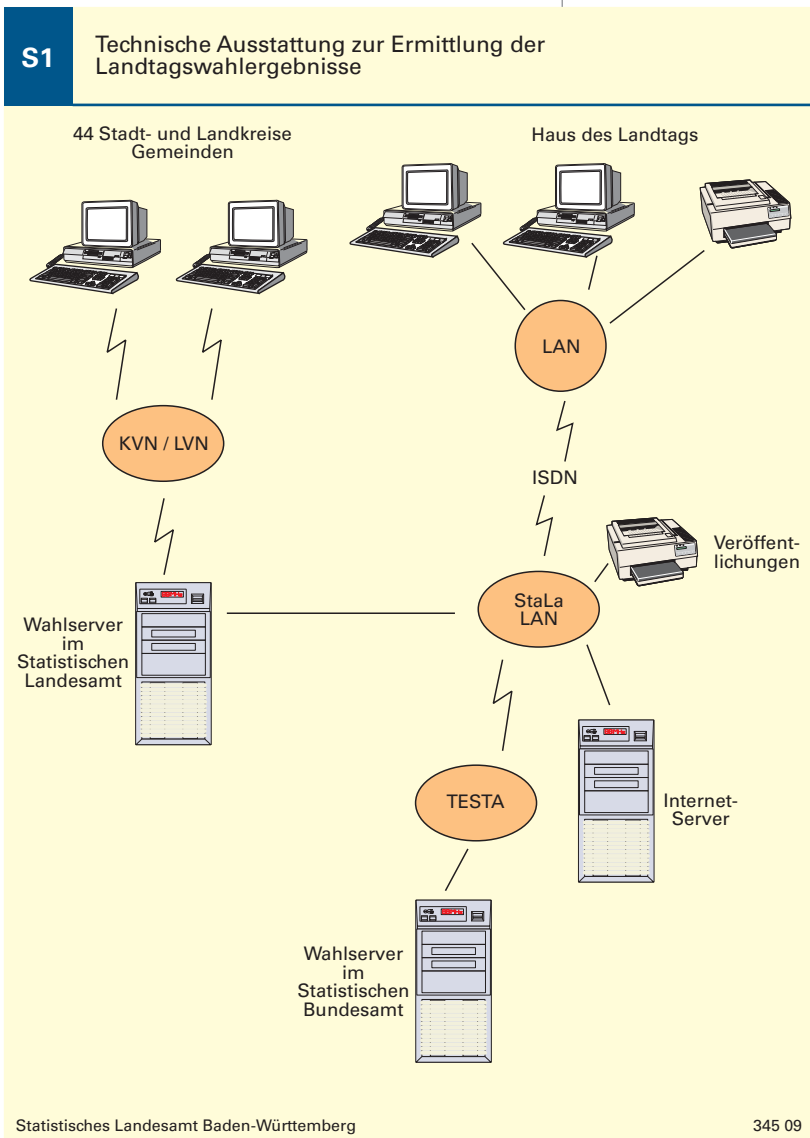 S1
Technische Ausstattung zur Ermittlung der
Landtagswahlergebnisse
44 Stadt- und Landkreise
Gemeinden
Haus des Landtags
LAN
KVN / LVN
ISDN
Veröffent-
lichungen
StaLa
LAN
Wahlserver
im
Statistischen
Landesamt
TESTA
Internet-
Server
Wahlserver
im
Statistischen
Bundesamt
Statistisches Landesamt Baden-Württemberg
345 09